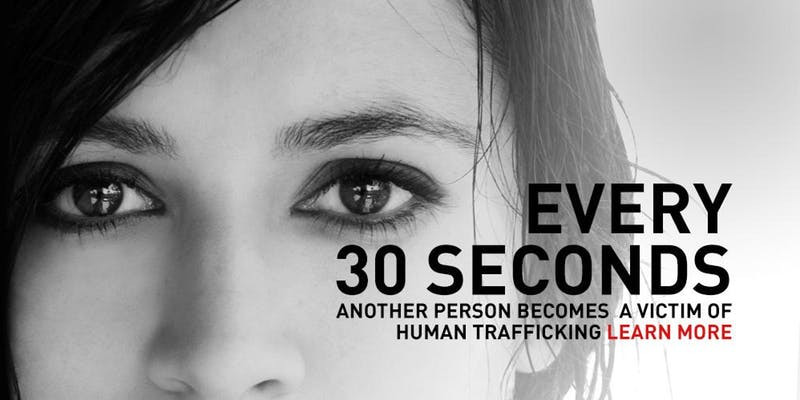 EVERY
30 SECONDS
ANOTHER PERSON BECOMES A VICTIM OF
HUMAN TRAFFICKING LEARN MORE